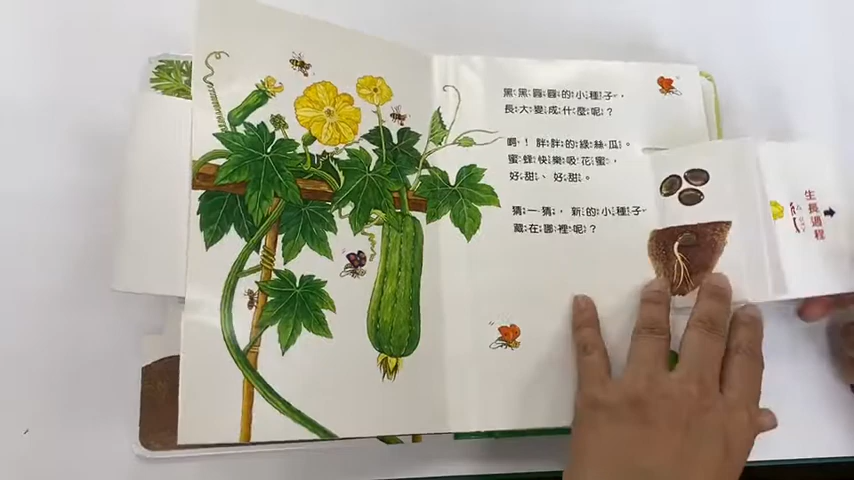 黑黑圓圓的小種子，
長大變成什麼呢?
啊！胖胖的綠絲瓜。
蜜蜂快樂吸花蜜，
好甜、好甜。
猜一猜，新的小種子
藏在哪裡呢?
生長過程